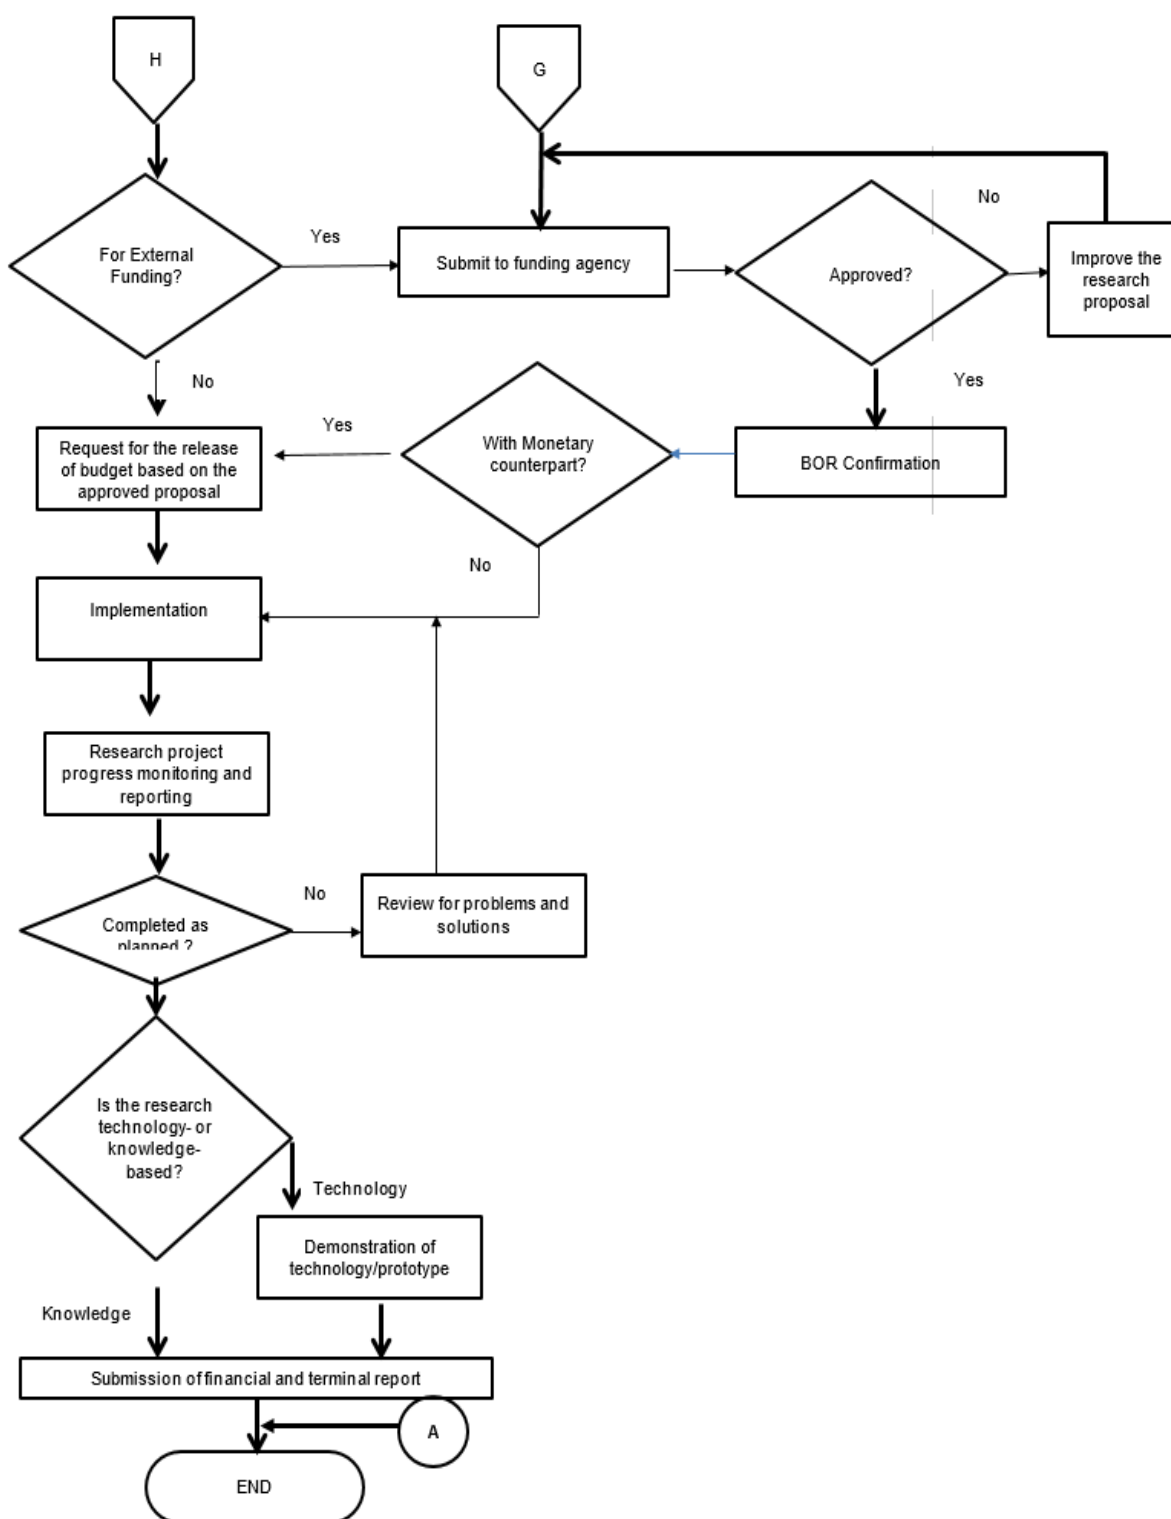 H
G
No
Yes
For External
Funding?
Submit to funding agency
Approved?
Improve the
research
proposal
No
Yes
Yes
With Monetary
counterpart?
BOR Confirmation
Request for the release
of budget based on the
approved proposal
No
Implementation
Research project
progress monitoring and
reporting
No
Completed as
planned ?
Review for problems and
solutions
Is the research
technology- or
knowledge-
based?
Technology
Demonstration of
technology/prototype
Knowledge
Submission of financial and terminal report
A
END